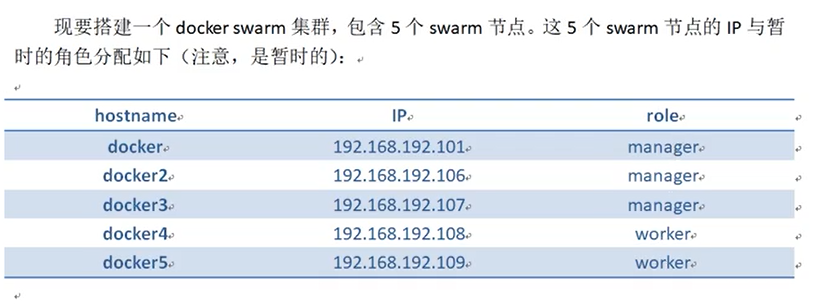 现要搭建一个 docker swarm 集群，包含 5 个 swarm 节点。这 5 个 swarm 节点的 IP 与暂
时的角色分配如下（注意，是暂时的）：
hostname IP role
docker 192.168.192.101 manager
docker2 192.168.192.106 manager
docker3 192.168.192.107 manager
docker4 192.168.192.108 worker
docker5 192.168.192.109 worker